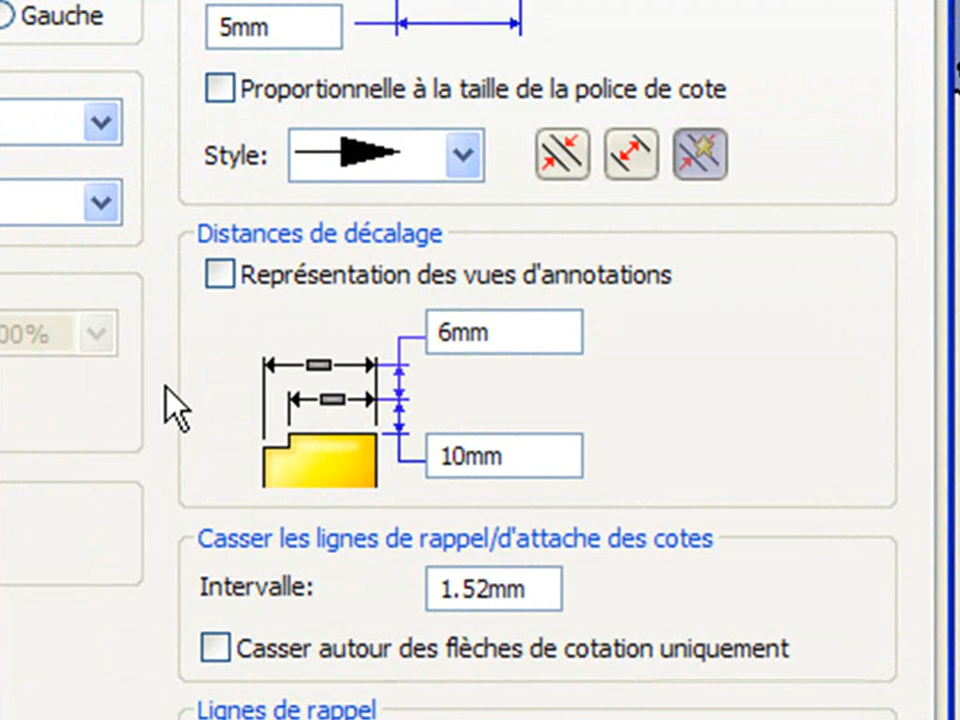 Gauche
5mm
Proportionnelle à la taille de la police de cote
Style:
Distances de décalage
Représentation des vues d'annotations
00%
6mm
10mm
Casser les lignes de rappel/d'attache des cotes
Intervalle:
1.52mm
Casser autour des flèches de cotation uniquement
Lignes de rappel